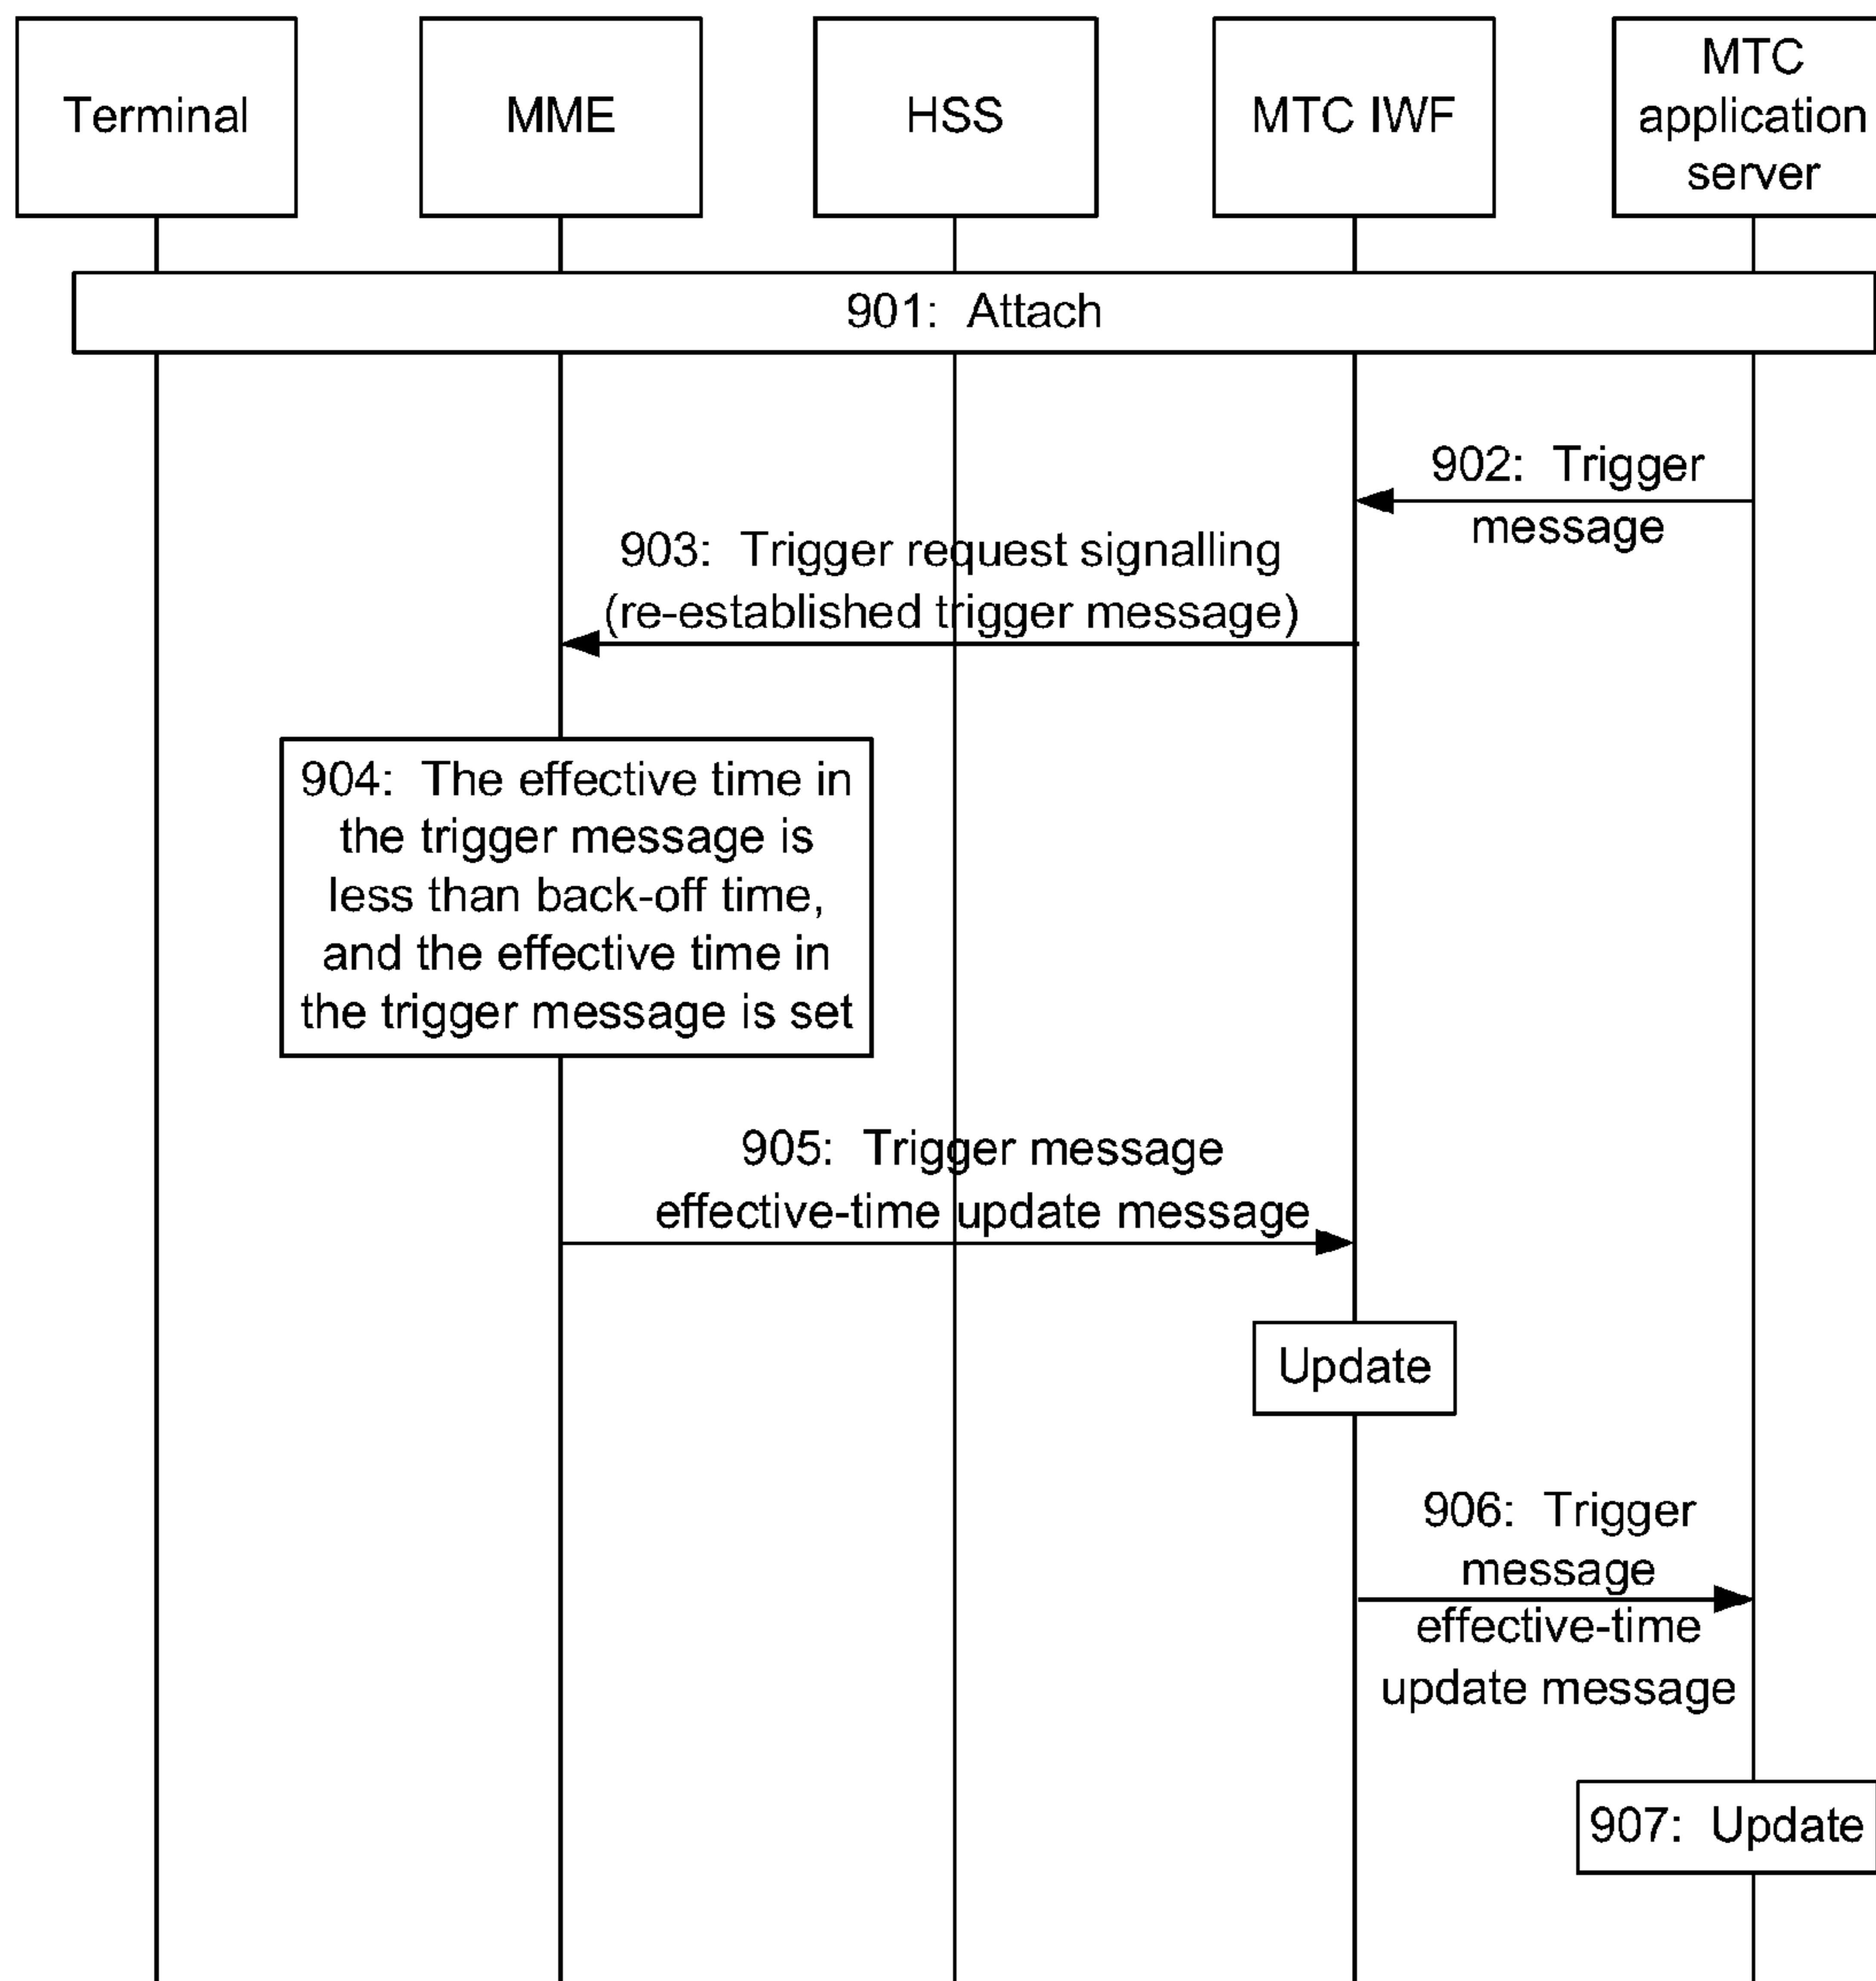 Terminal
MME
HSS
MTC IWF
MTC
application
server
901: Attach
902: Trigger
message
903: Trigger request signalling
(re-established trigger message)
904: The effective time in
the trigger message is
less than back-off time,
and the effective time in
the trigger message is set
905: Trigger message
effective-time update message
Update
906: Trigger
message
effective-time
update message
907: Update